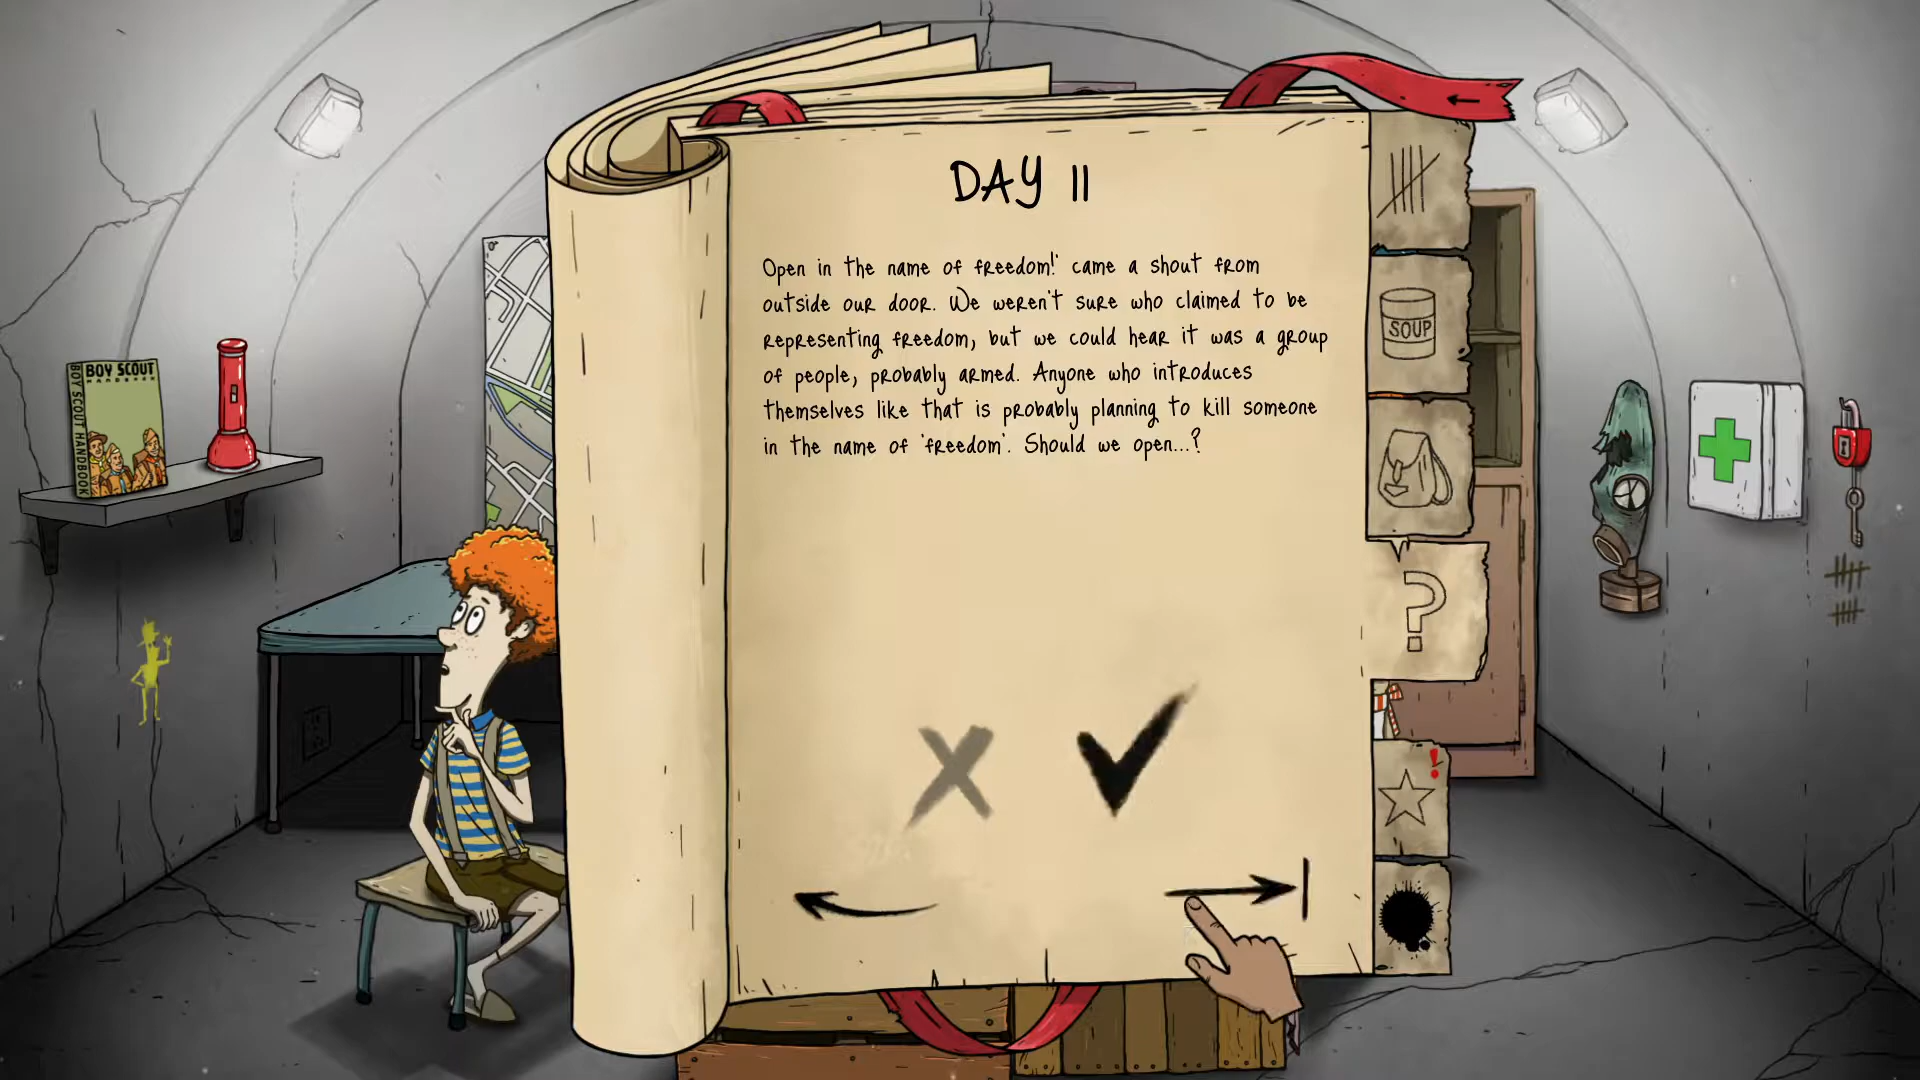 DAY 11
Open in the name of freedom!' came a shout from
outside our door. We weren't sure who claimed to be
representing freedom, but we could hear it was a group
of people, probably armed. Anyone who introduces
themselves like that is probably planning to kill someone
in the name of 'freedom'. Should we open...?
BOY SCOUT
HANDBOOK
BOY SCOUT HANDBOOK
SOUP
?
!